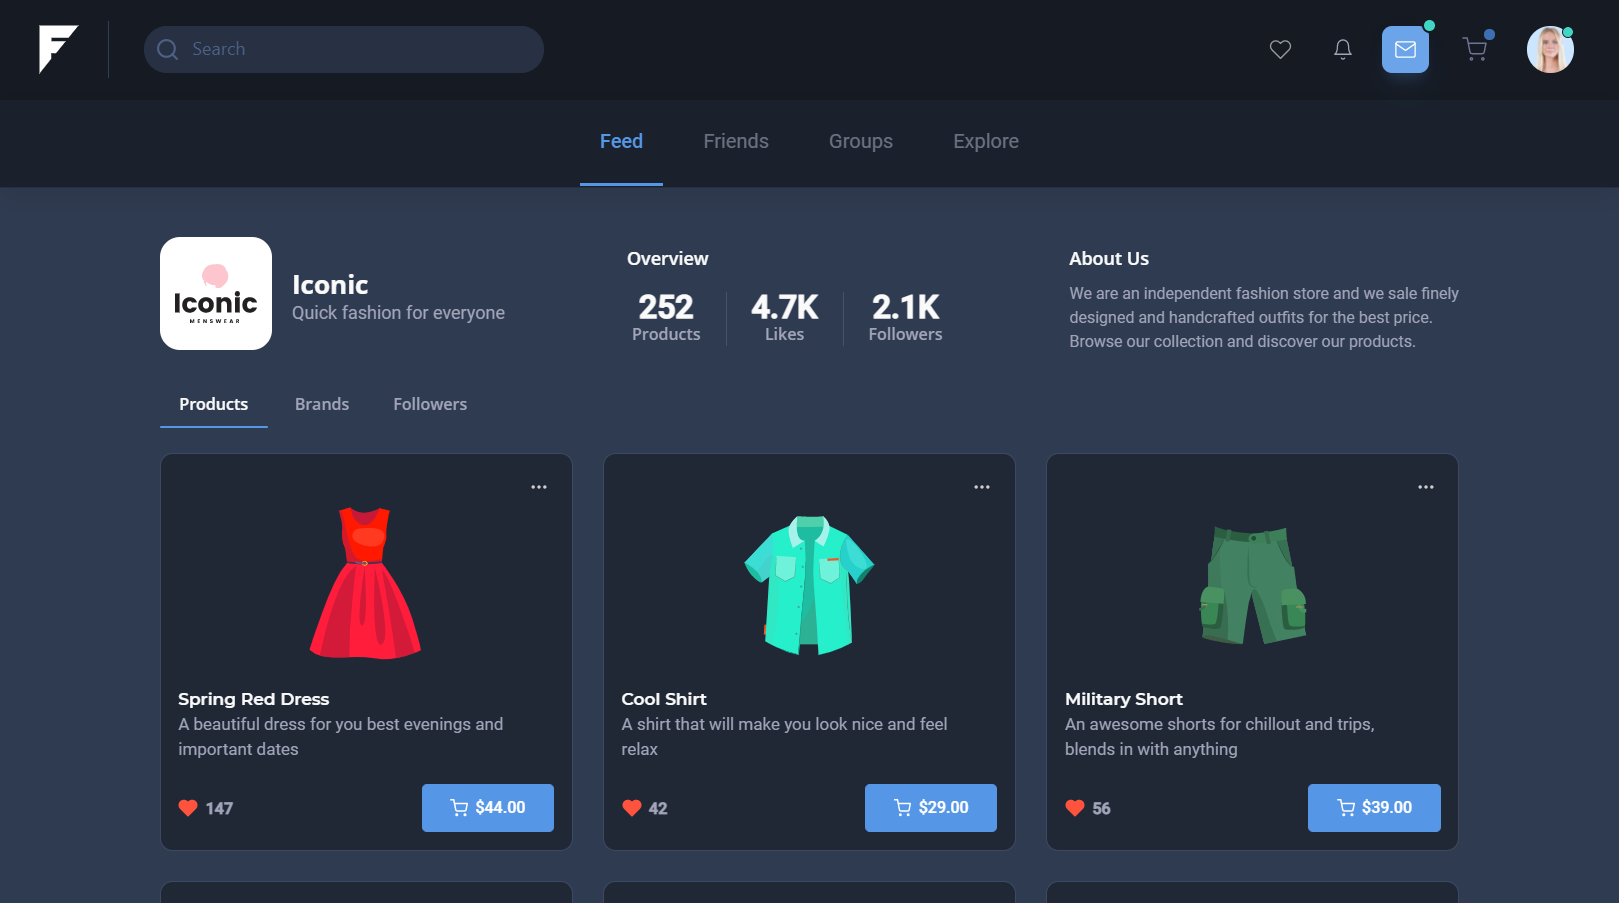 Search
Feed
Friends
Groups
Explore
Iconic
MENSWEAR
Iconic
Quick fashion for everyone
Overview
252
Products
4.7K
Likes
2.1K
Followers
About Us
We are an independent fashion store and we sale finely
designed and handcrafted outfits for the best price.
Browse our collection and discover our products.
Products
Brands
Followers
Spring Red Dress
A beautiful dress for you best evenings and
important dates
147
$44.00
Cool Shirt
A shirt that will make you look nice and feel
relax
42
$29.00
Military Short
An awesome shorts for chillout and trips,
blends in with anything
56
$39.00